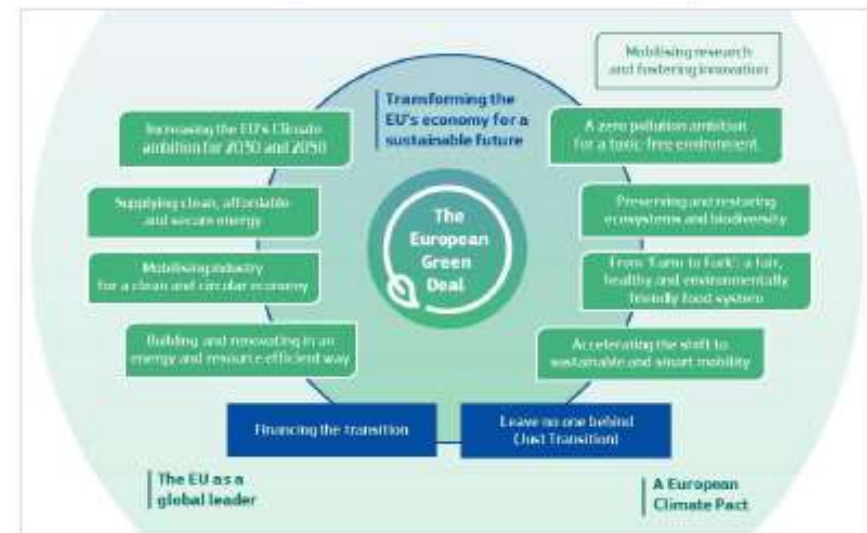 Mobilising research
and fostering innovation
Transforming the
EU's economy for a
sustainable future
Increasing the EU's Climate
ambition for 2030 and 2050
A zero pollution ambition
for a toxic-free environment
Supplying clean, affordable
and secure energy
Preserving and restoring
ecosystems and biodiversity
The
European
Green
Deal
Mobilising industry
for a clean and circular economy
From 'Farm to Fork': a fair,
healthy and environmentally
friendly food system
Building and renovating in an
energy and resource efficient way
Accelerating the shift to
sustainable and smart mobility
Financing the transition
Leave no one behind
(Just Transition)
The EU as a
global leader
A European
Climate Pact